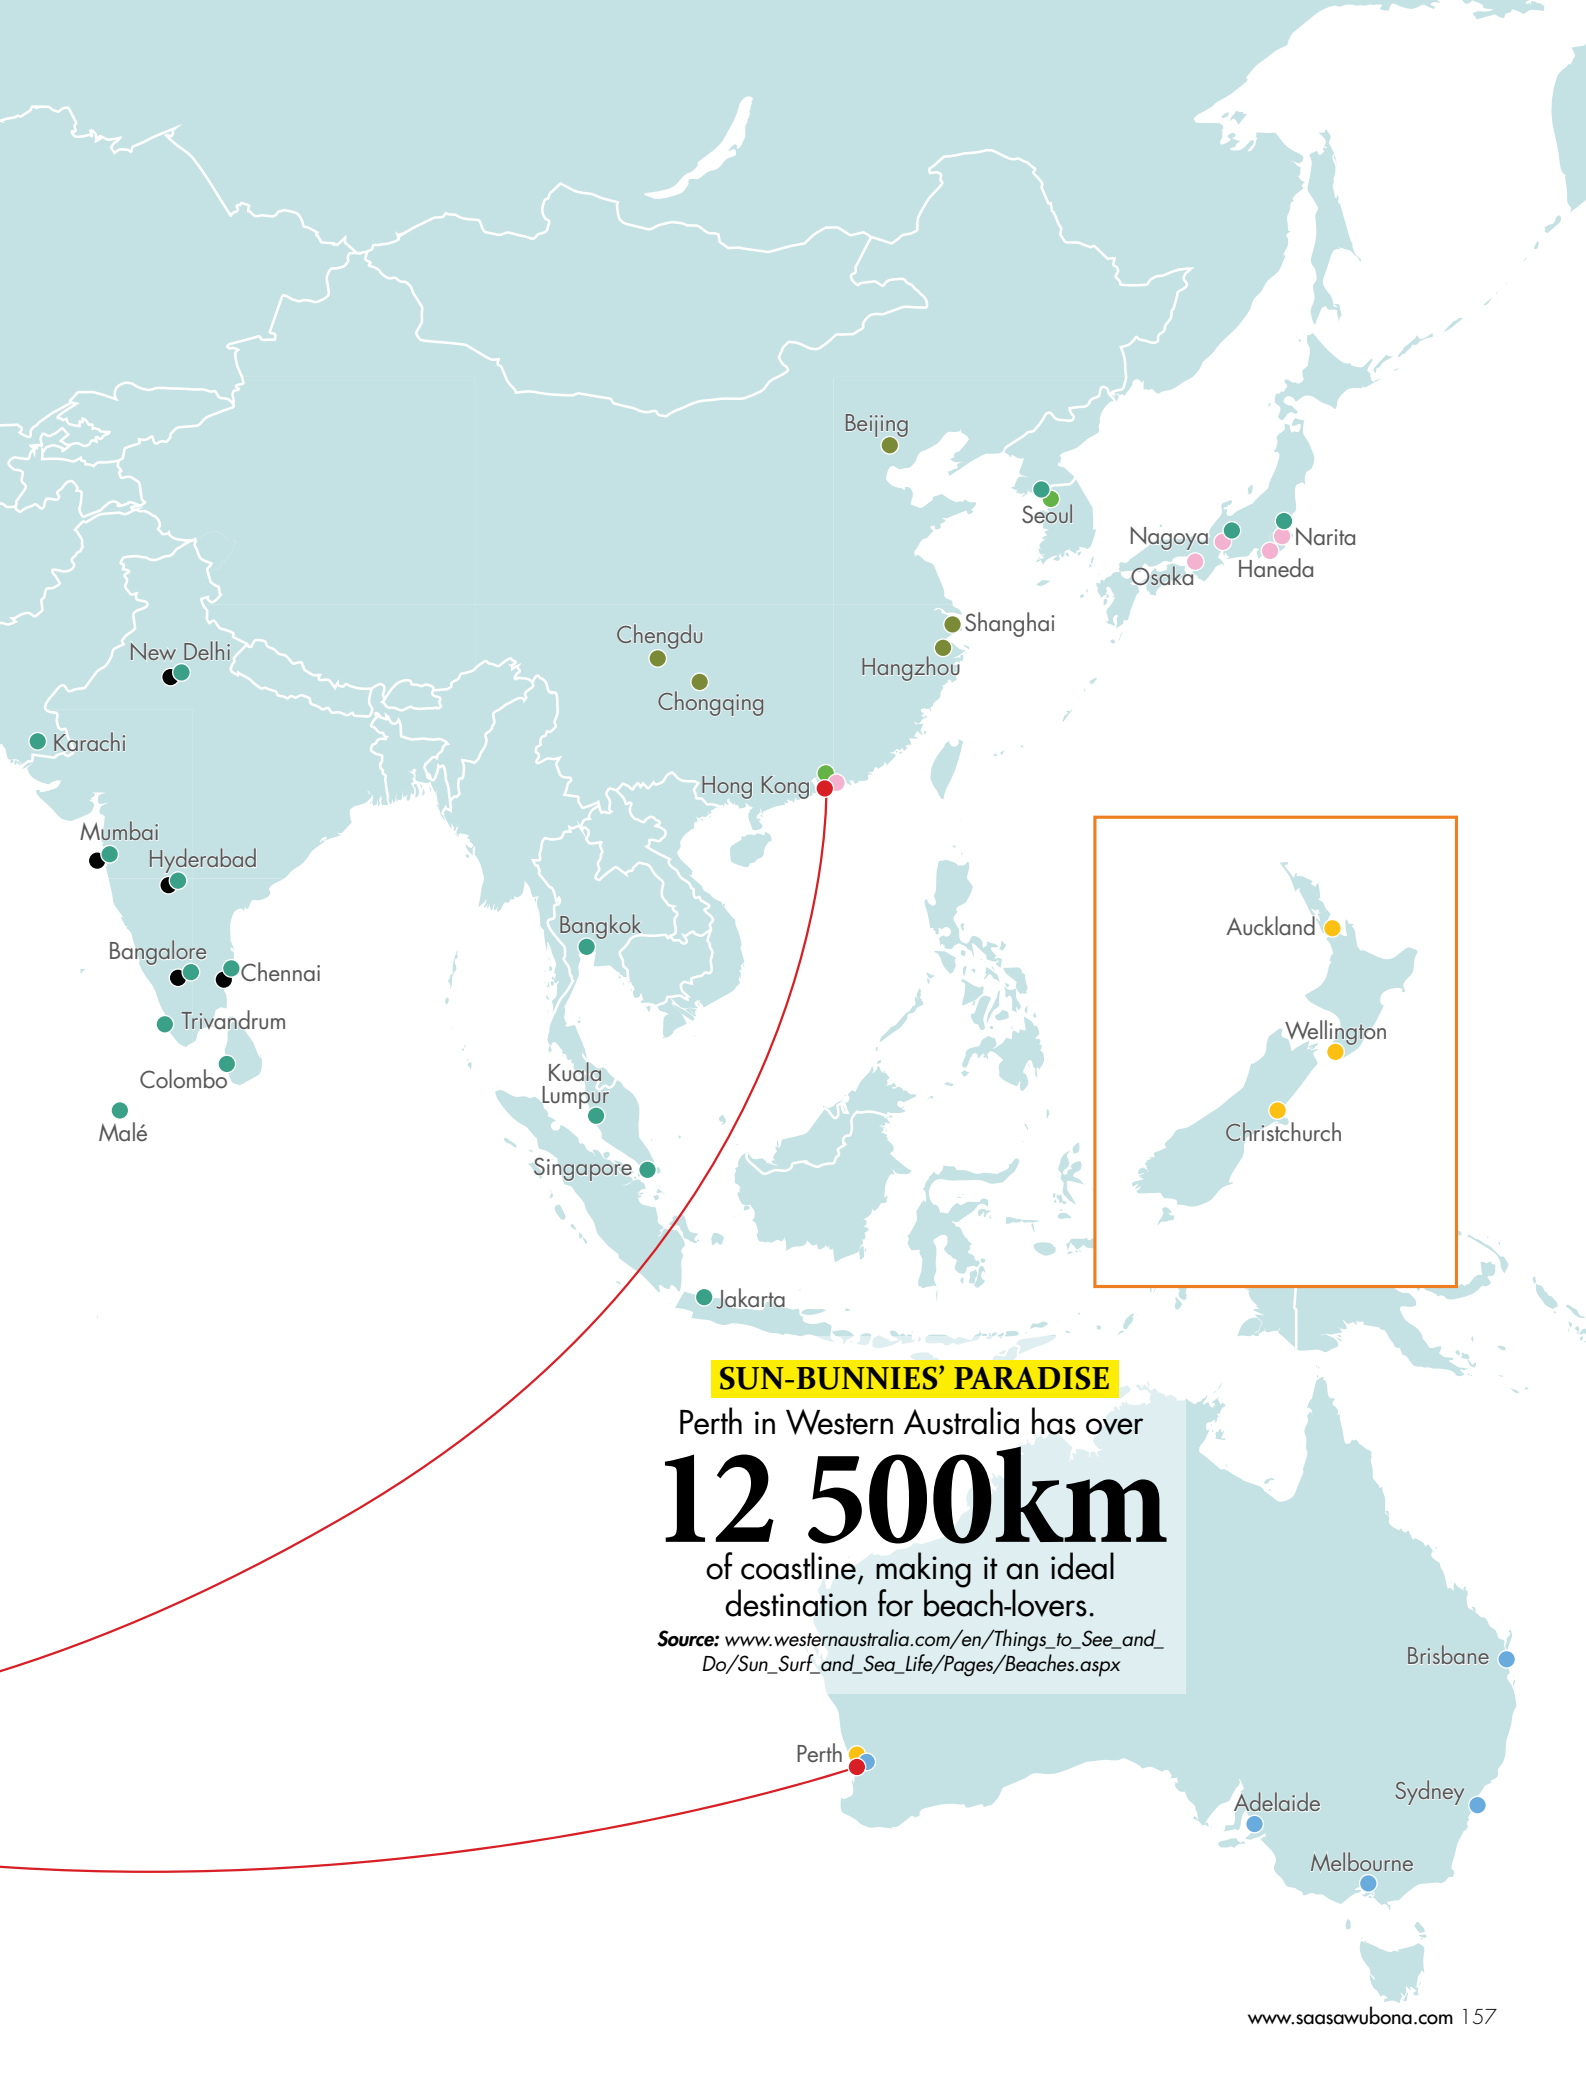 Beijing
Seoul
Nagoya
Narita
Osaka
Haneda
Shanghai
Chengdu
Hangzhou
New Delhi
Chongqing
Karachi
Hong Kong
Mumbai
Hyderabad
Bangkok
Auckland
Bangalore
Chennai
Trivandrum
Wellington
Colombo
Kuala
Lumpur
Malé
Christchurch
Singapore
Jakarta
SUN-BUNNIES’ PARADISE
Perth in Western Australia has over
12 500km
of coastline, making it an ideal
destination for beach-lovers.
Source: www.westernaustralia.com/en/Things_to_See_and_
Do/Sun_Surf_and_Sea_Life/Pages/Beaches.aspx
Brisbane
Perth
Sydney
Adelaide
Melbourne
www.saasawubona.com 157